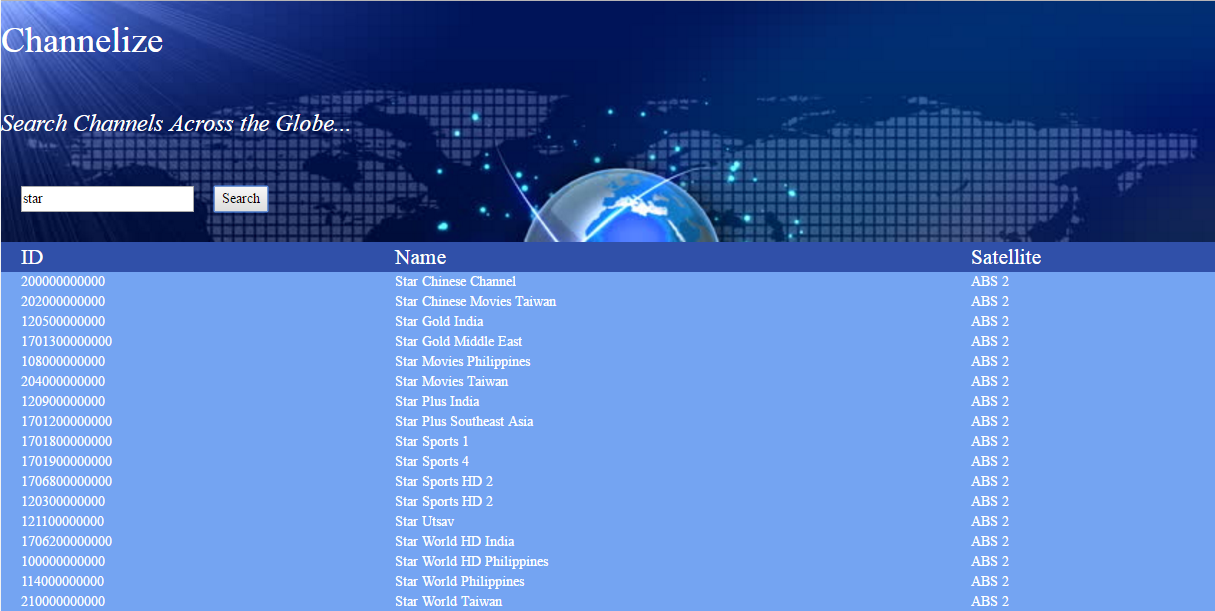 Channelize
Search Channels Across the Globe...
star Search
ID Name Satellite
200000000000 Star Chinese Channel ABS 2
202000000000 Star Chinese Movies Taiwan ABS 2
120500000000 Star Gold India ABS 2
1701300000000 Star Gold Middle East ABS 2
108000000000 Star Movies Philippines ABS 2
204000000000 Star Movies Taiwan ABS 2
120900000000 Star Plus India ABS 2
1701200000000 Star Plus Southeast Asia ABS 2
1701800000000 Star Sports 1 ABS 2
1701900000000 Star Sports 4 ABS 2
1706800000000 Star Sports HD 2 ABS 2
120300000000 Star Sports HD 2 ABS 2
121100000000 Star Utsav ABS 2
1706200000000 Star World HD India ABS 2
100000000000 Star World HD Philippines ABS 2
114000000000 Star World Philippines ABS 2
210000000000 Star World Taiwan ABS 2